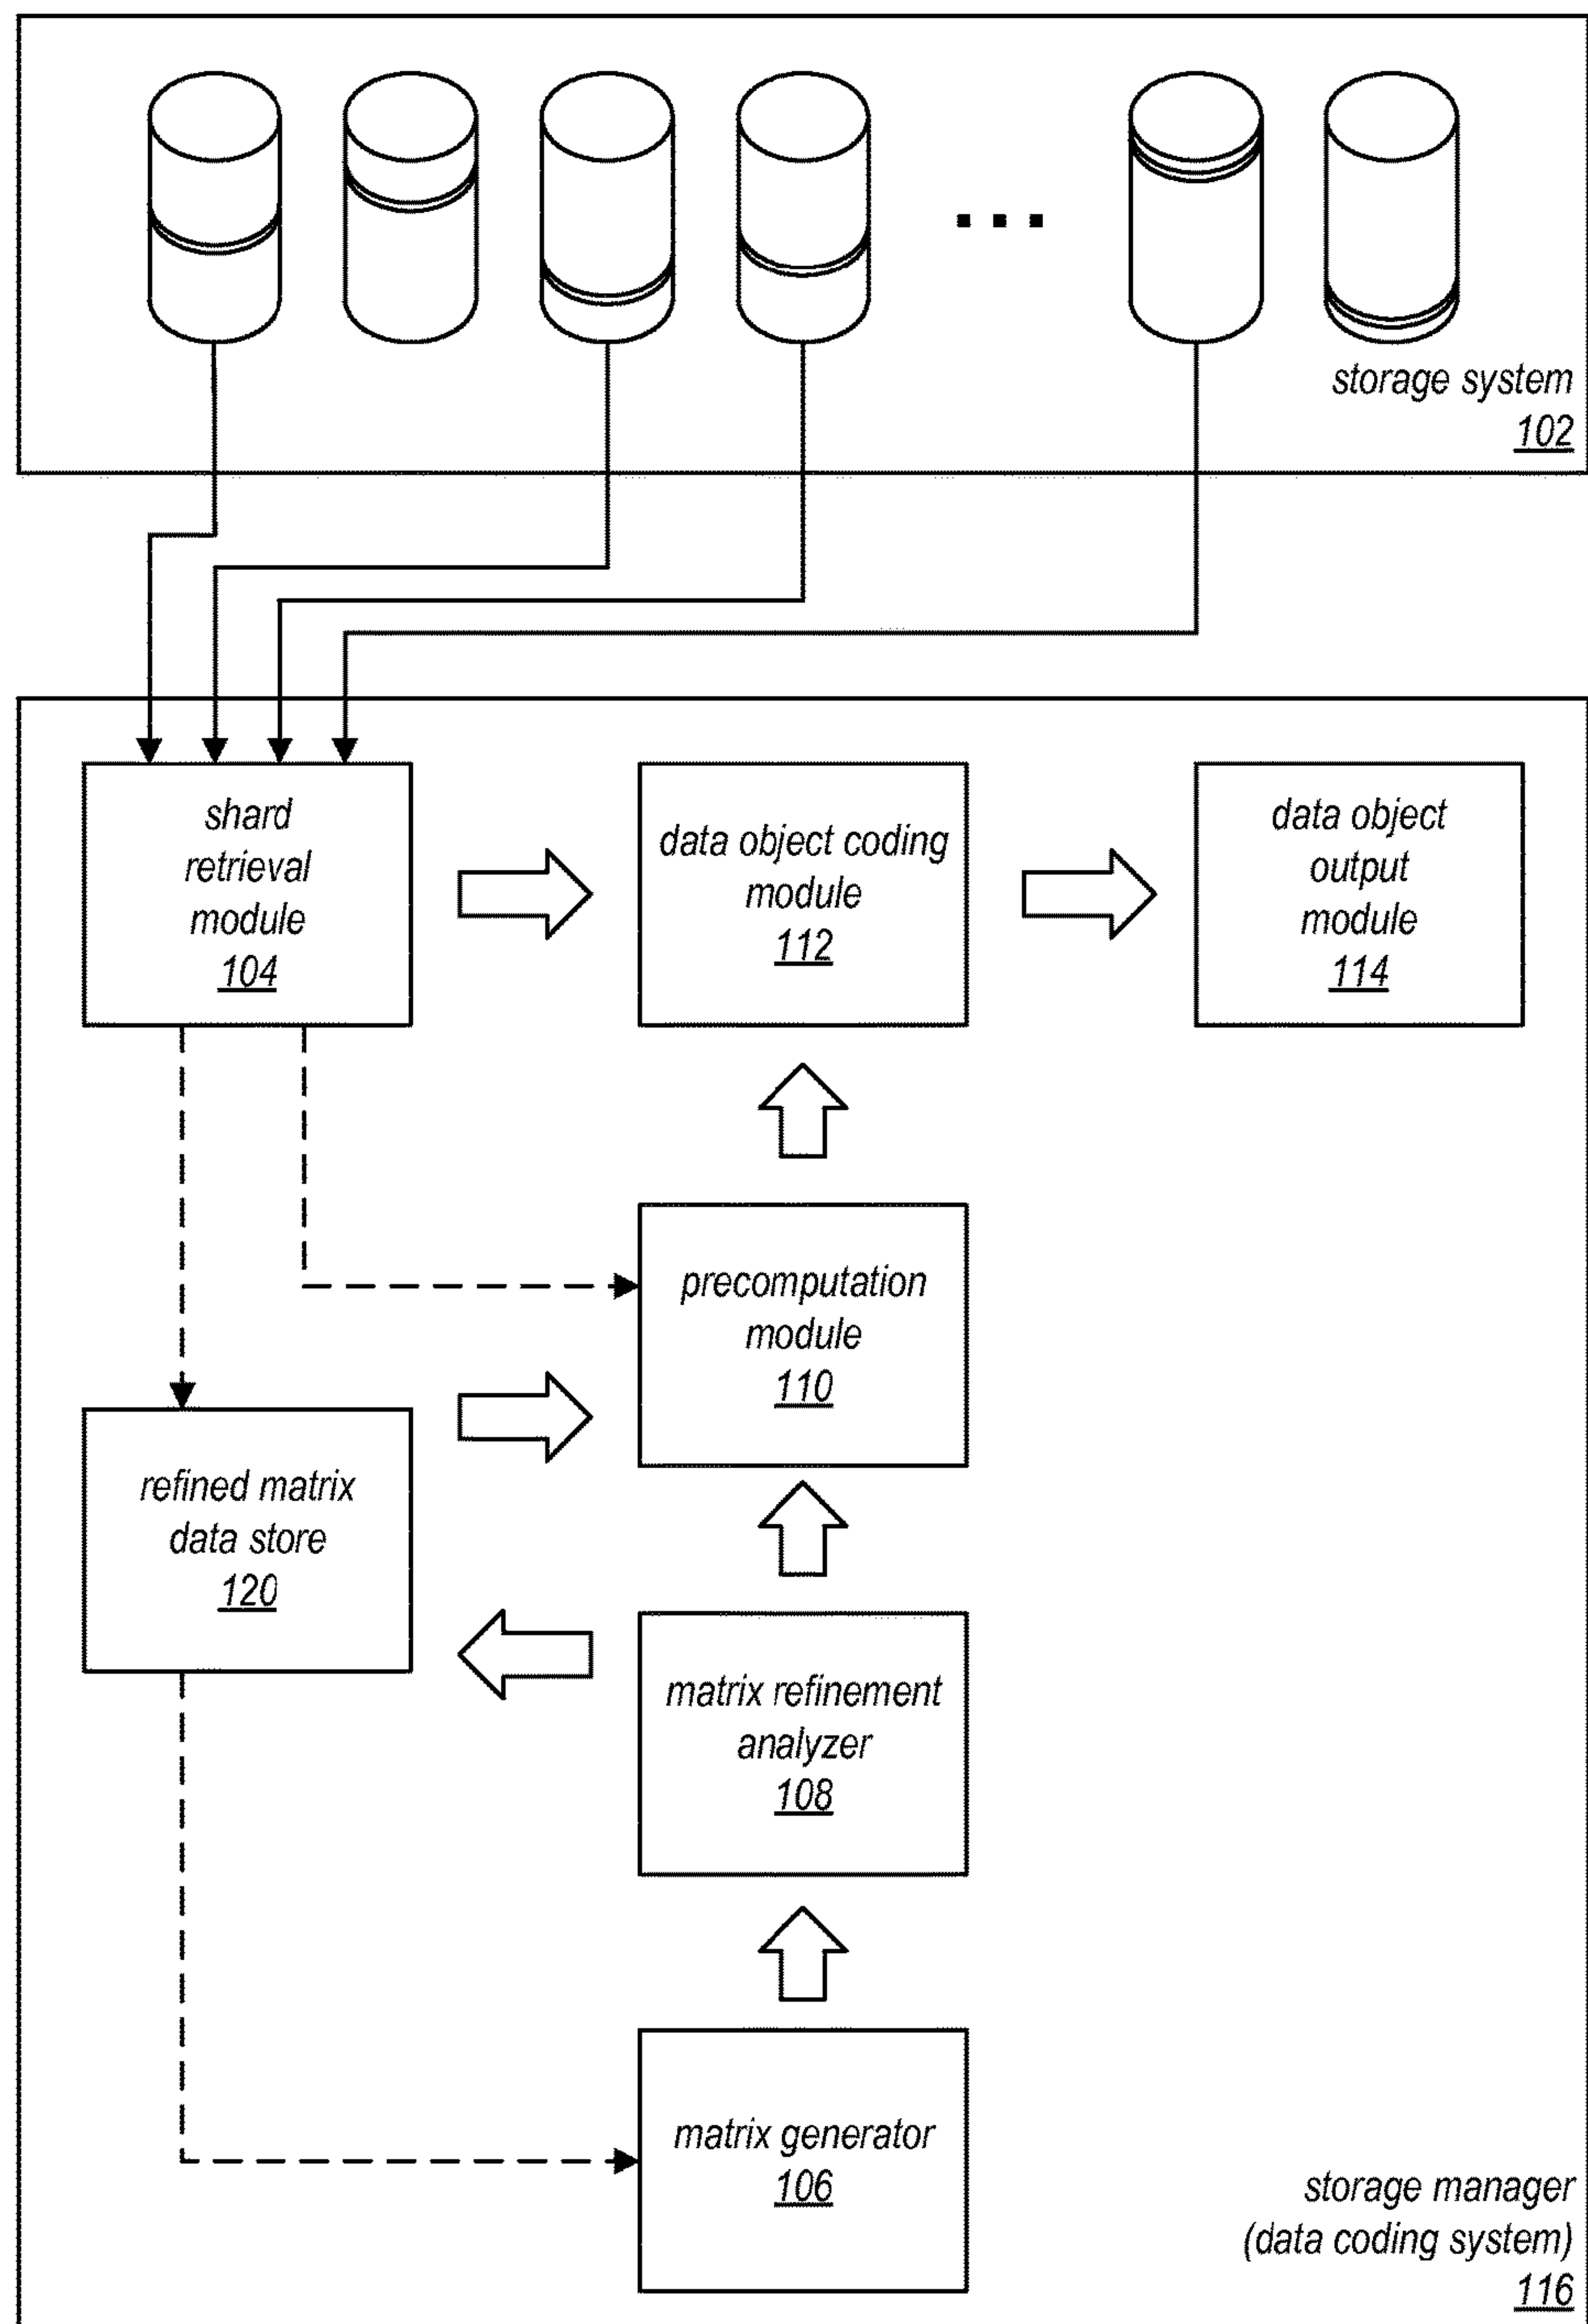 storage system
102
shard
retrieval
module
104
data object coding
module
112
data object
output
module
114
precomputation
module
110
refined matrix
data store
120
matrix refinement
analyzer
108
matrix generator
106
storage manager
(data coding system)
116